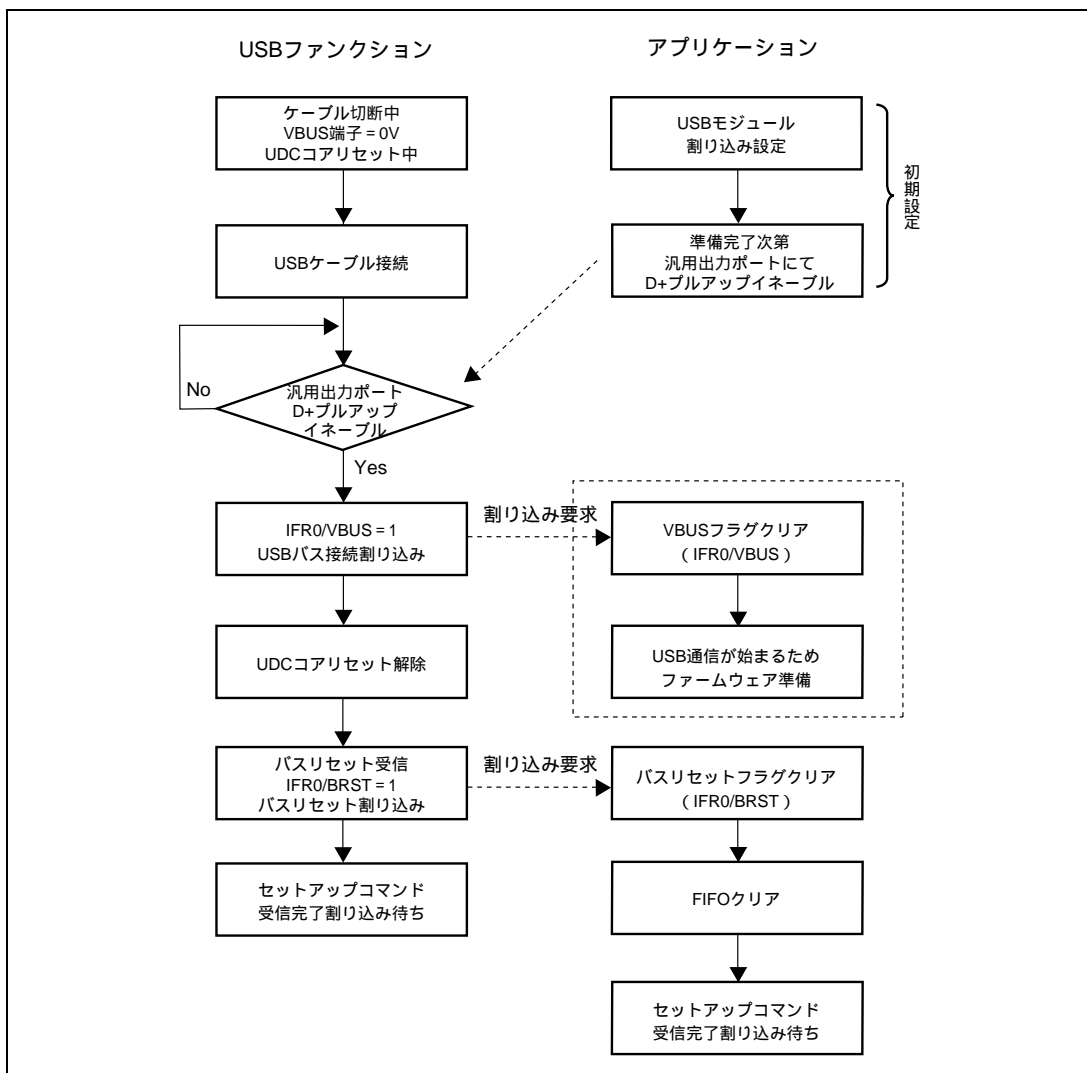 USBファンクション
アプリケーション
ケーブル切断中
VBUS端子 = 0V
UDCコアリセット中
USBモジュール
割り込み設定
初期設定
USBケーブル接続
準備完了次第
汎用出力ポートにて
D+プルアップイネーブル
汎用出力ポート
D+プルアップ
イネーブル
No
Yes
IFR0/VBUS = 1
USBバス接続割り込み
割り込み要求
VBUSフラグクリア
( IFR0/VBUS )
UDCコアリセット解除
USB通信が始まるため
ファームウェア準備
バスリセット受信
IFR0/BRST = 1
バスリセット割り込み
割り込み要求
バスリセットフラグクリア
( IFR0/BRST )
セットアップコマンド
受信完了割り込み待ち
FIFOクリア
セットアップコマンド
受信完了割り込み待ち